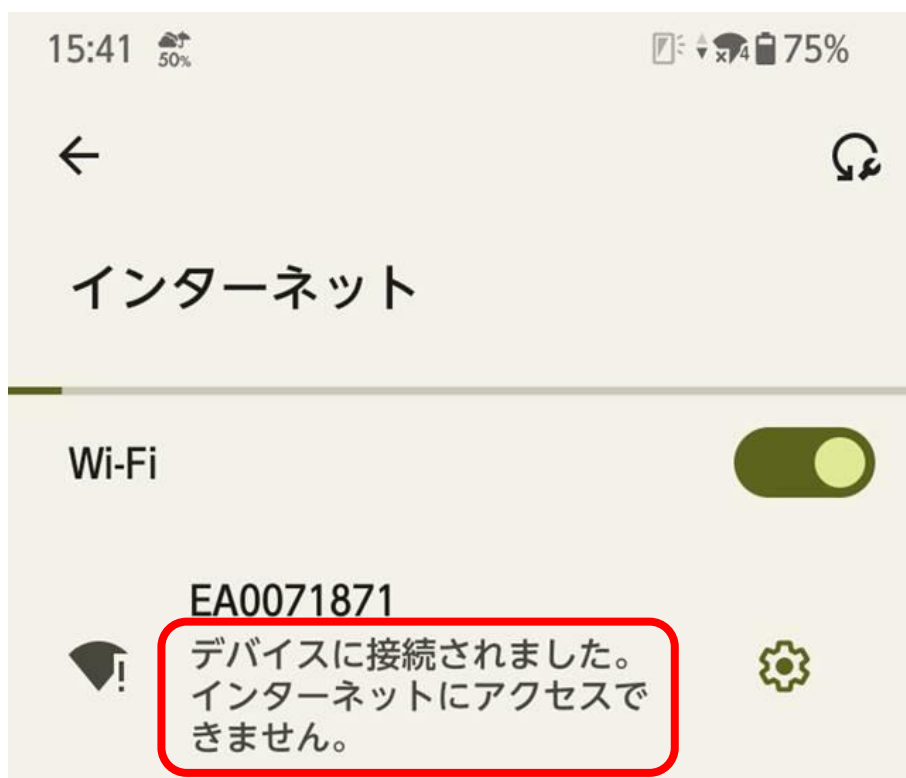 15:41 50% 4 75%
インターネット
Wi-Fi
EA0071871
デバイスに接続されました。
インターネットにアクセスで
きません。